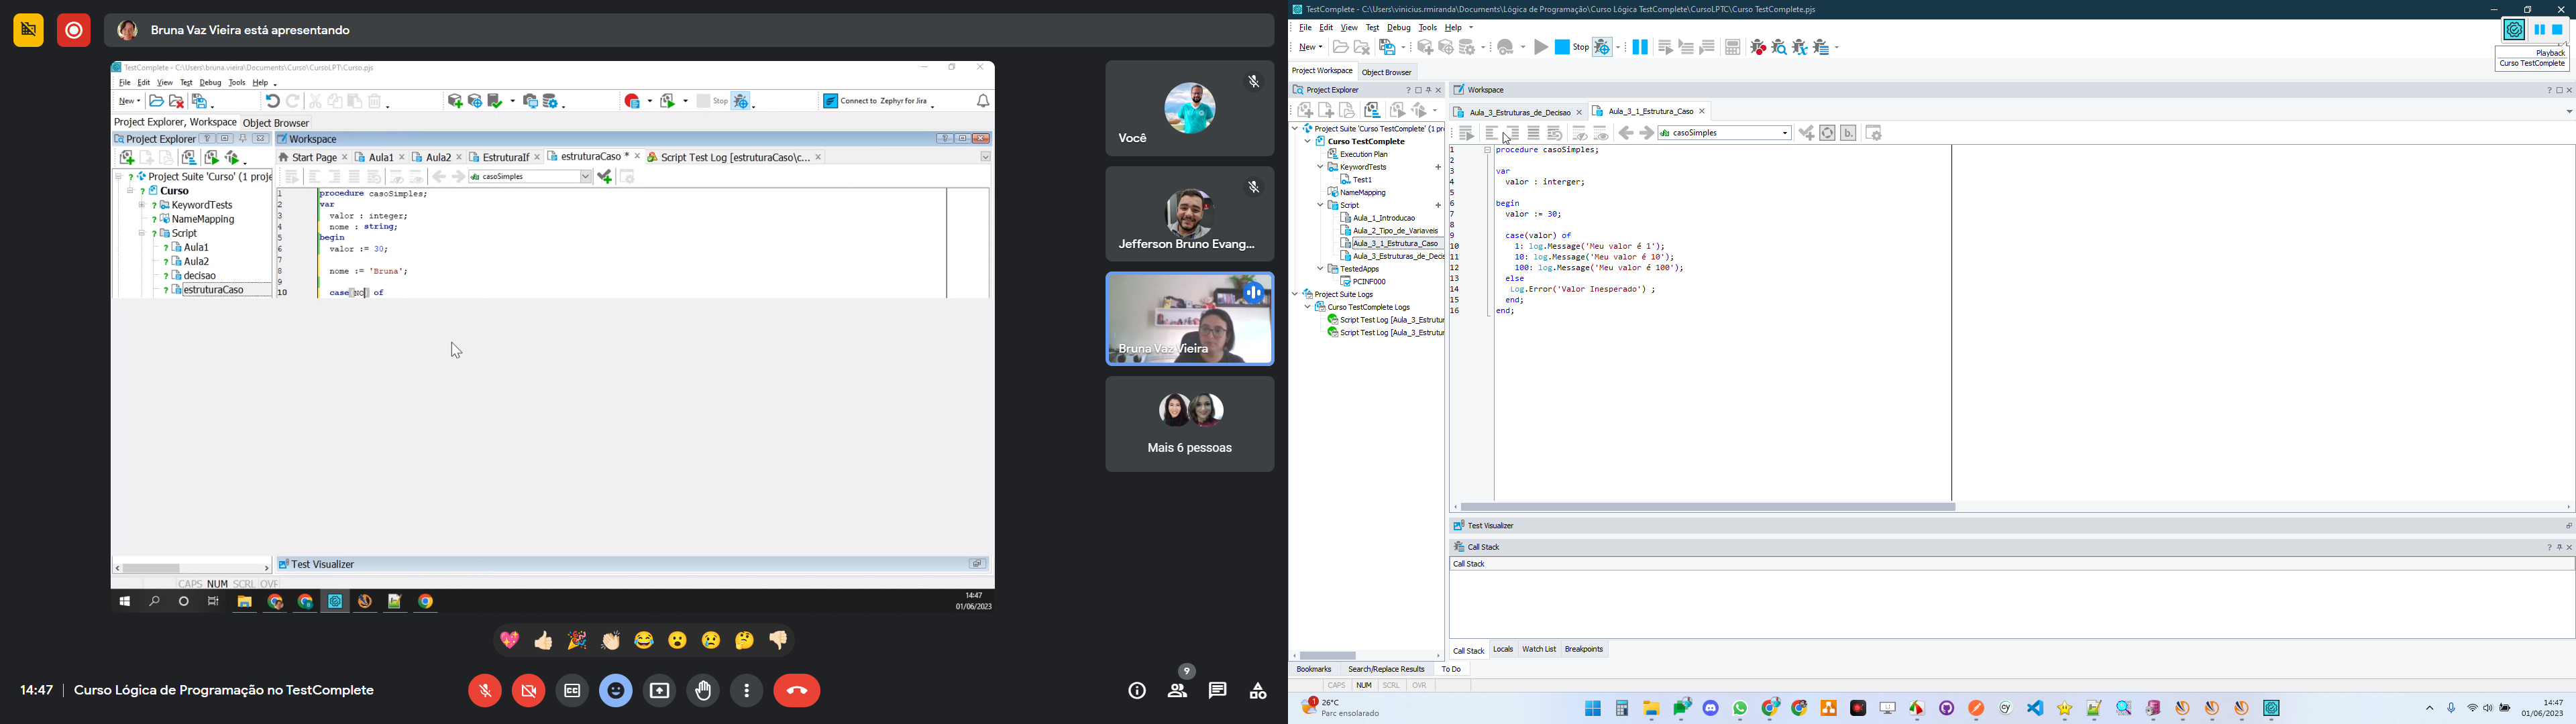 Bruna Vaz Vieira está apresentando
TestComplete - C:\Users\bruna.vieira\Documents\Curso\CursoLPT\Curso.pjs
File Edit View Test Debug Tools Help
New Stop Connect to Zephyr for Jira
Project Explorer, Workspace Object Browser
Project Explorer
Workspace
Start Page Aula1 Aula2 EstruturaIf estruturaCaso * Script Test Log [estruturaCaso\c...
Project Suite 'Curso' (1 proje
Curso
KeywordTests
NameMapping
Script
Aula1
Aula2
decisao
estruturaCaso
casoSimples
1 procedure casoSimples;
2 var
3 valor : integer;
4 nome : string;
5 begin
6 valor := 30;
7
8 nome := 'Bruna';
9
10 case(NO) of
Test Visualizer
CAPS NUM SCRL OVR
14:47
01/06/2023
Você
Jefferson Bruno Evang...
Bruna Vaz Vieira
Mais 6 pessoas
14:47 | Curso Lógica de Programação no TestComplete
9
TestComplete - C:\Users\vinicius.rmiranda\Documents\Lógica de Programação\Curso Lógica TestComplete\CursoLPTC\Curso TestComplete.pjs
File Edit View Test Debug Tools Help
New Stop
Playback
Curso TestComplete
Project Workspace Object Browser
Project Explorer
Workspace
Project Suite 'Curso TestComplete' (1 pr
Curso TestComplete
Execution Plan
KeywordTests
Test1
NameMapping
Script
Aula_1_Introducao
Aula_2_Tipo_de_Variaveis
Aula_3_1_Estrutura_Caso
Aula_3_Estruturas_de_Decis
TestedApps
PCINF000
Project Suite Logs
Curso TestComplete Logs
Script Test Log [Aula_3_Estrutur
Script Test Log [Aula_3_Estrutur
Aula_3_Estruturas_de_Decisao Aula_3_1_Estrutura_Caso
casoSimples b.
1 procedure casoSimples;
2
3 var
4 valor : interger;
5
6 begin
7 valor := 30;
8
9 case(valor) of
10 1: log.Message('Meu valor é 1');
11 10: log.Message('Meu valor é 10');
12 100: log.Message('Meu valor é 100');
13 else
14 Log.Error('Valor Inesperado') ;
15 end;
16 end;
Test Visualizer
Call Stack
Call Stack
Call Stack Locals Watch List Breakpoints
Bookmarks Search/Replace Results To Do
CAPS NUM SCRL OVR
1
26°C
Parc ensolarado
14:47
01/06/2023